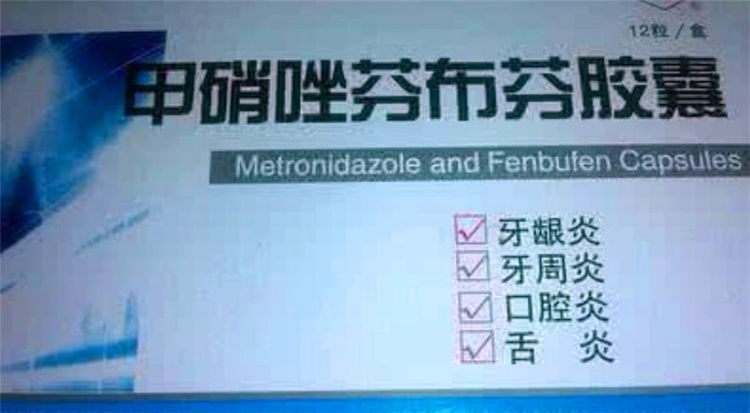 12粒/盒
甲硝唑芬布芬胶囊
Metronidazole and Fenbufen Capsules
牙龈炎
牙周炎
口腔炎
舌 炎